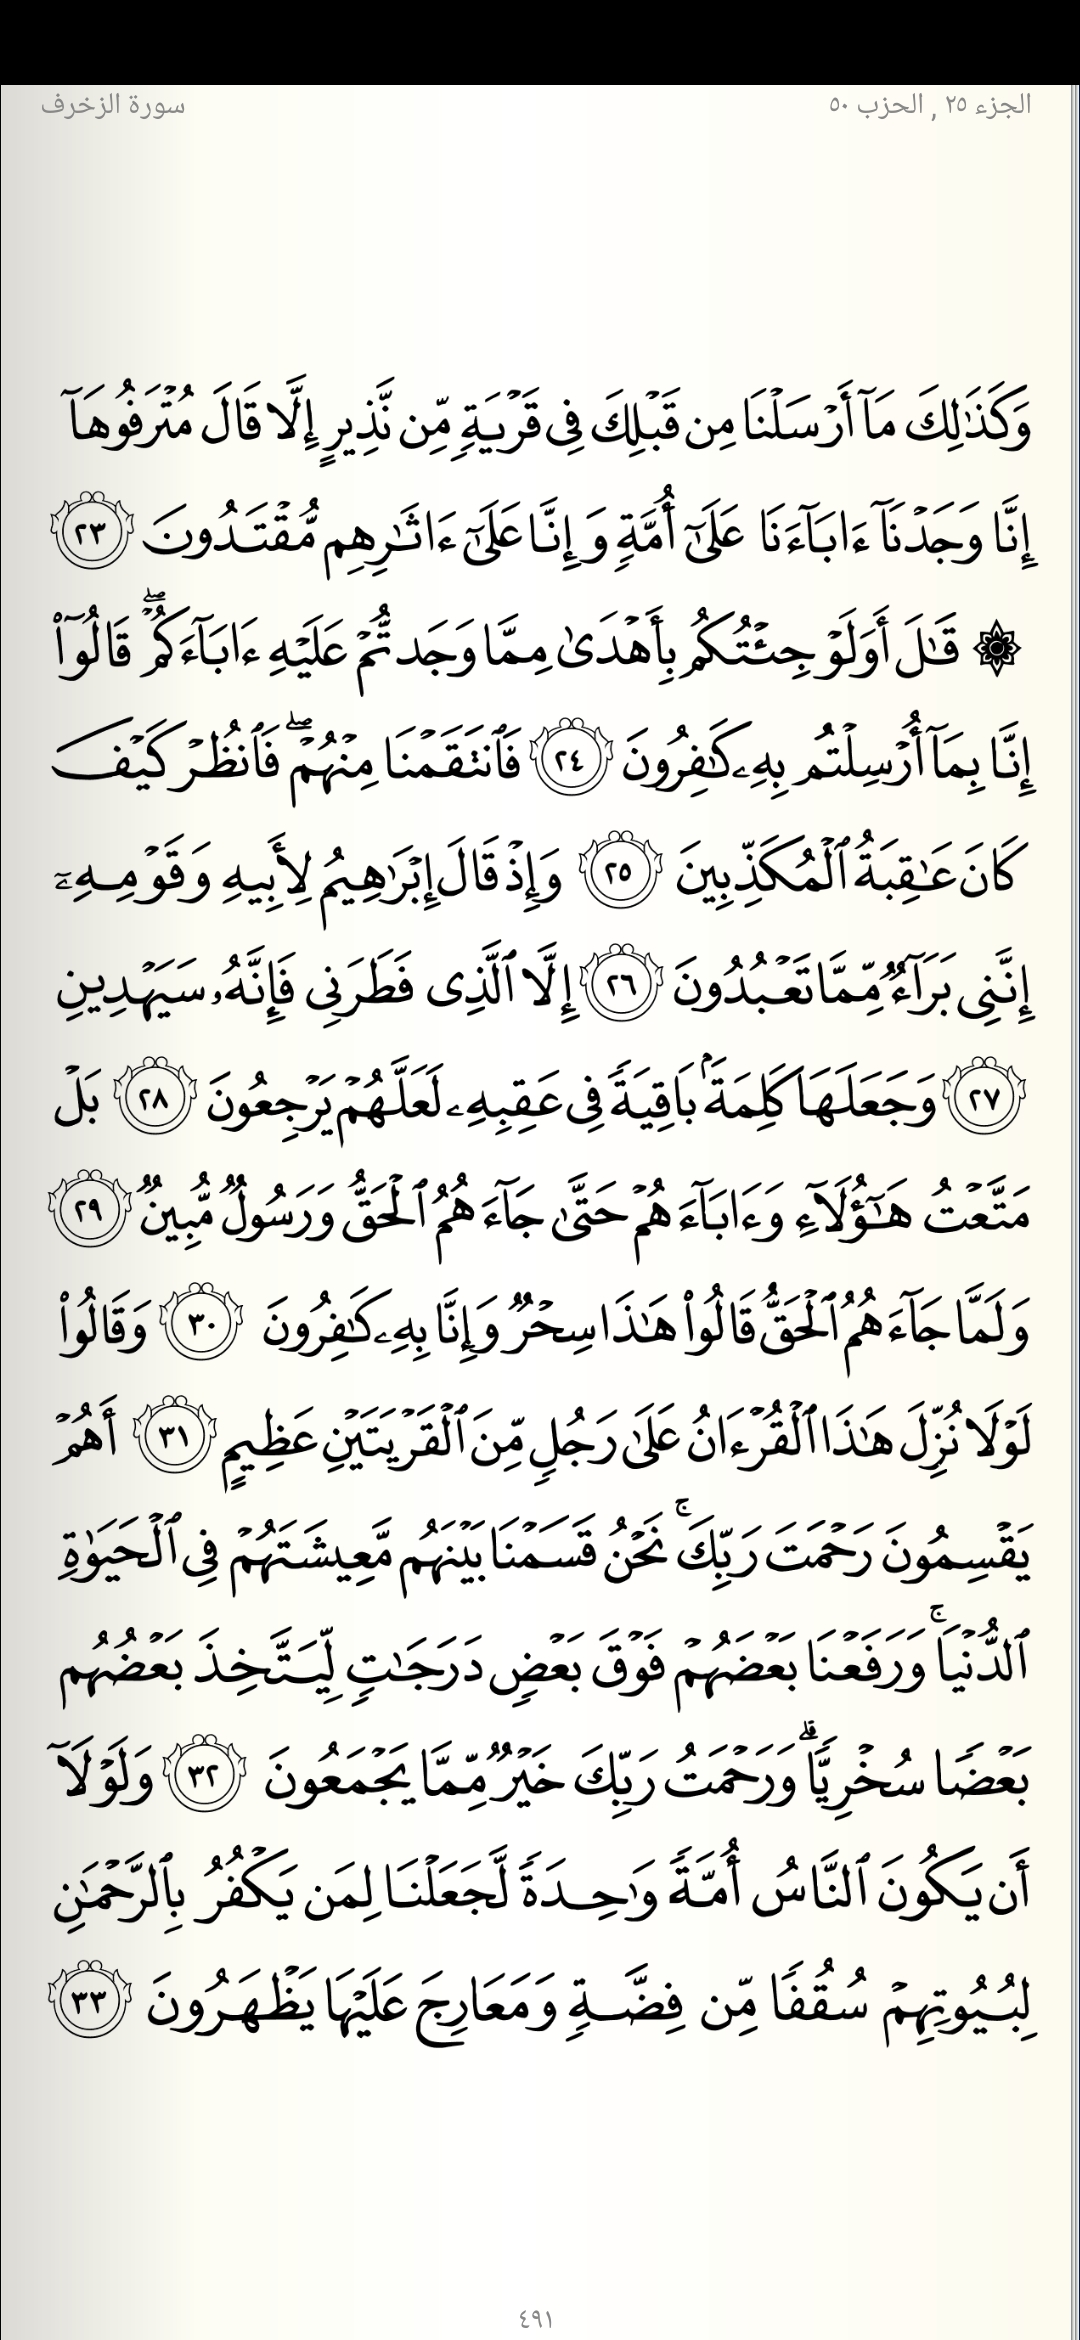 الجزء ٢٥ , الحزب ٥٠
سورة الزخرف
وَكَذَٰلِكَ مَآ أَرۡسَلۡنَا مِن قَبۡلِكَ فِي قَرۡيَةٖ مِّن نَّذِيرٍ إِلَّا قَالَ مُتۡرَفُوهَآ
إِنَّا وَجَدۡنَآ ءَابَآءَنَا عَلَىٰٓ أُمَّةٖ وَإِنَّا عَلَىٰٓ ءَاثَٰرِهِم مُّقۡتَدُونَ ٢٣
۞ قَٰلَ أَوَلَوۡ جِئۡتُكُم بِأَهۡدَىٰ مِمَّا وَجَدتُّمۡ عَلَيۡهِ ءَابَآءَكُمۡۖ قَالُوٓاْ
إِنَّا بِمَآ أُرۡسِلۡتُم بِهِۦ كَٰفِرُونَ ٢٤ فَٱنتَقَمۡنَا مِنۡهُمۡۖ فَٱنظُرۡ كَيۡفَ
كَانَ عَٰقِبَةُ ٱلۡمُكَذِّبِينَ ٢٥ وَإِذۡ قَالَ إِبۡرَٰهِيمُ لِأَبِيهِ وَقَوۡمِهِۦٓ
إِنَّنِي بَرَآءٞ مِّمَّا تَعۡبُدُونَ ٢٦ إِلَّا ٱلَّذِي فَطَرَنِي فَإِنَّهُۥ سَيَهۡدِينِ
٢٧ وَجَعَلَهَا كَلِمَةَۢ بَاقِيَةٗ فِي عَقِبِهِۦ لَعَلَّهُمۡ يَرۡجِعُونَ ٢٨ بَلۡ
مَتَّعۡتُ هَٰٓؤُلَآءِ وَءَابَآءَهُمۡ حَتَّىٰ جَآءَهُمُ ٱلۡحَقُّ وَرَسُولٞ مُّبِينٞ ٢٩
وَلَمَّا جَآءَهُمُ ٱلۡحَقُّ قَالُواْ هَٰذَا سِحۡرٞ وَإِنَّا بِهِۦ كَٰفِرُونَ ٣٠ وَقَالُواْ
لَوۡلَا نُزِّلَ هَٰذَا ٱلۡقُرۡءَانُ عَلَىٰ رَجُلٖ مِّنَ ٱلۡقَرۡيَتَيۡنِ عَظِيمٍ ٣١ أَهُمۡ
يَقۡسِمُونَ رَحۡمَتَ رَبِّكَۚ نَحۡنُ قَسَمۡنَا بَيۡنَهُم مَّعِيشَتَهُمۡ فِي ٱلۡحَيَوٰةِ
ٱلدُّنۡيَاۚ وَرَفَعۡنَا بَعۡضَهُمۡ فَوۡقَ بَعۡضٖ دَرَجَٰتٖ لِّيَتَّخِذَ بَعۡضُهُم
بَعۡضٗا سُخۡرِيّٗاۗ وَرَحۡمَتُ رَبِّكَ خَيۡرٞ مِّمَّا يَجۡمَعُونَ ٣٢ وَلَوۡلَآ
أَن يَكُونَ ٱلنَّاسُ أُمَّةٗ وَٰحِدَةٗ لَّجَعَلۡنَا لِمَن يَكۡفُرُ بِٱلرَّحۡمَٰنِ
لِبُيُوتِهِمۡ سُقُفٗا مِّن فِضَّةٖ وَمَعَارِجَ عَلَيۡهَا يَظۡهَرُونَ ٣٣
٤٩١